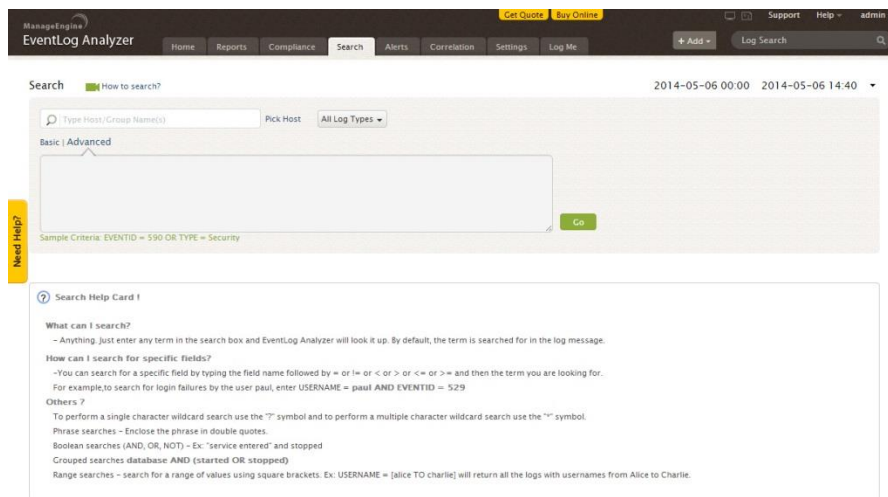 Get Quote Buy Online
Support Help admin
ManageEngine
EventLog Analyzer
Home Reports Compliance Search Alerts Correlation Settings Log Me
+ Add
Log Search
Search How to search?
2014-05-06 00:00 2014-05-06 14:40
Type Host/Group Name(s) Pick Host All Log Types
Basic | Advanced
Go
Sample Criteria: EVENTID = 590 OR TYPE = Security
Need Help?
? Search Help Card !
What can I search?
– Anything. Just enter any term in the search box and EventLog Analyzer will look it up. By default, the term is searched for in the log message.
How can I search for specific fields?
–You can search for a specific field by typing the field name followed by = or != or < or > or <= or >= and then the term you are looking for.
For example,to search for login failures by the user paul, enter USERNAME = paul AND EVENTID = 529
Others ?
To perform a single character wildcard search use the "?" symbol and to perform a multiple character wildcard search use the "*" symbol.
Phrase searches – Enclose the phrase in double quotes.
Boolean searches (AND, OR, NOT) – Ex: "service entered" and stopped
Grouped searches database AND (started OR stopped)
Range searches – search for a range of values using square brackets. Ex: USERNAME = [alice TO charlie] will return all the logs with usernames from Alice to Charlie.